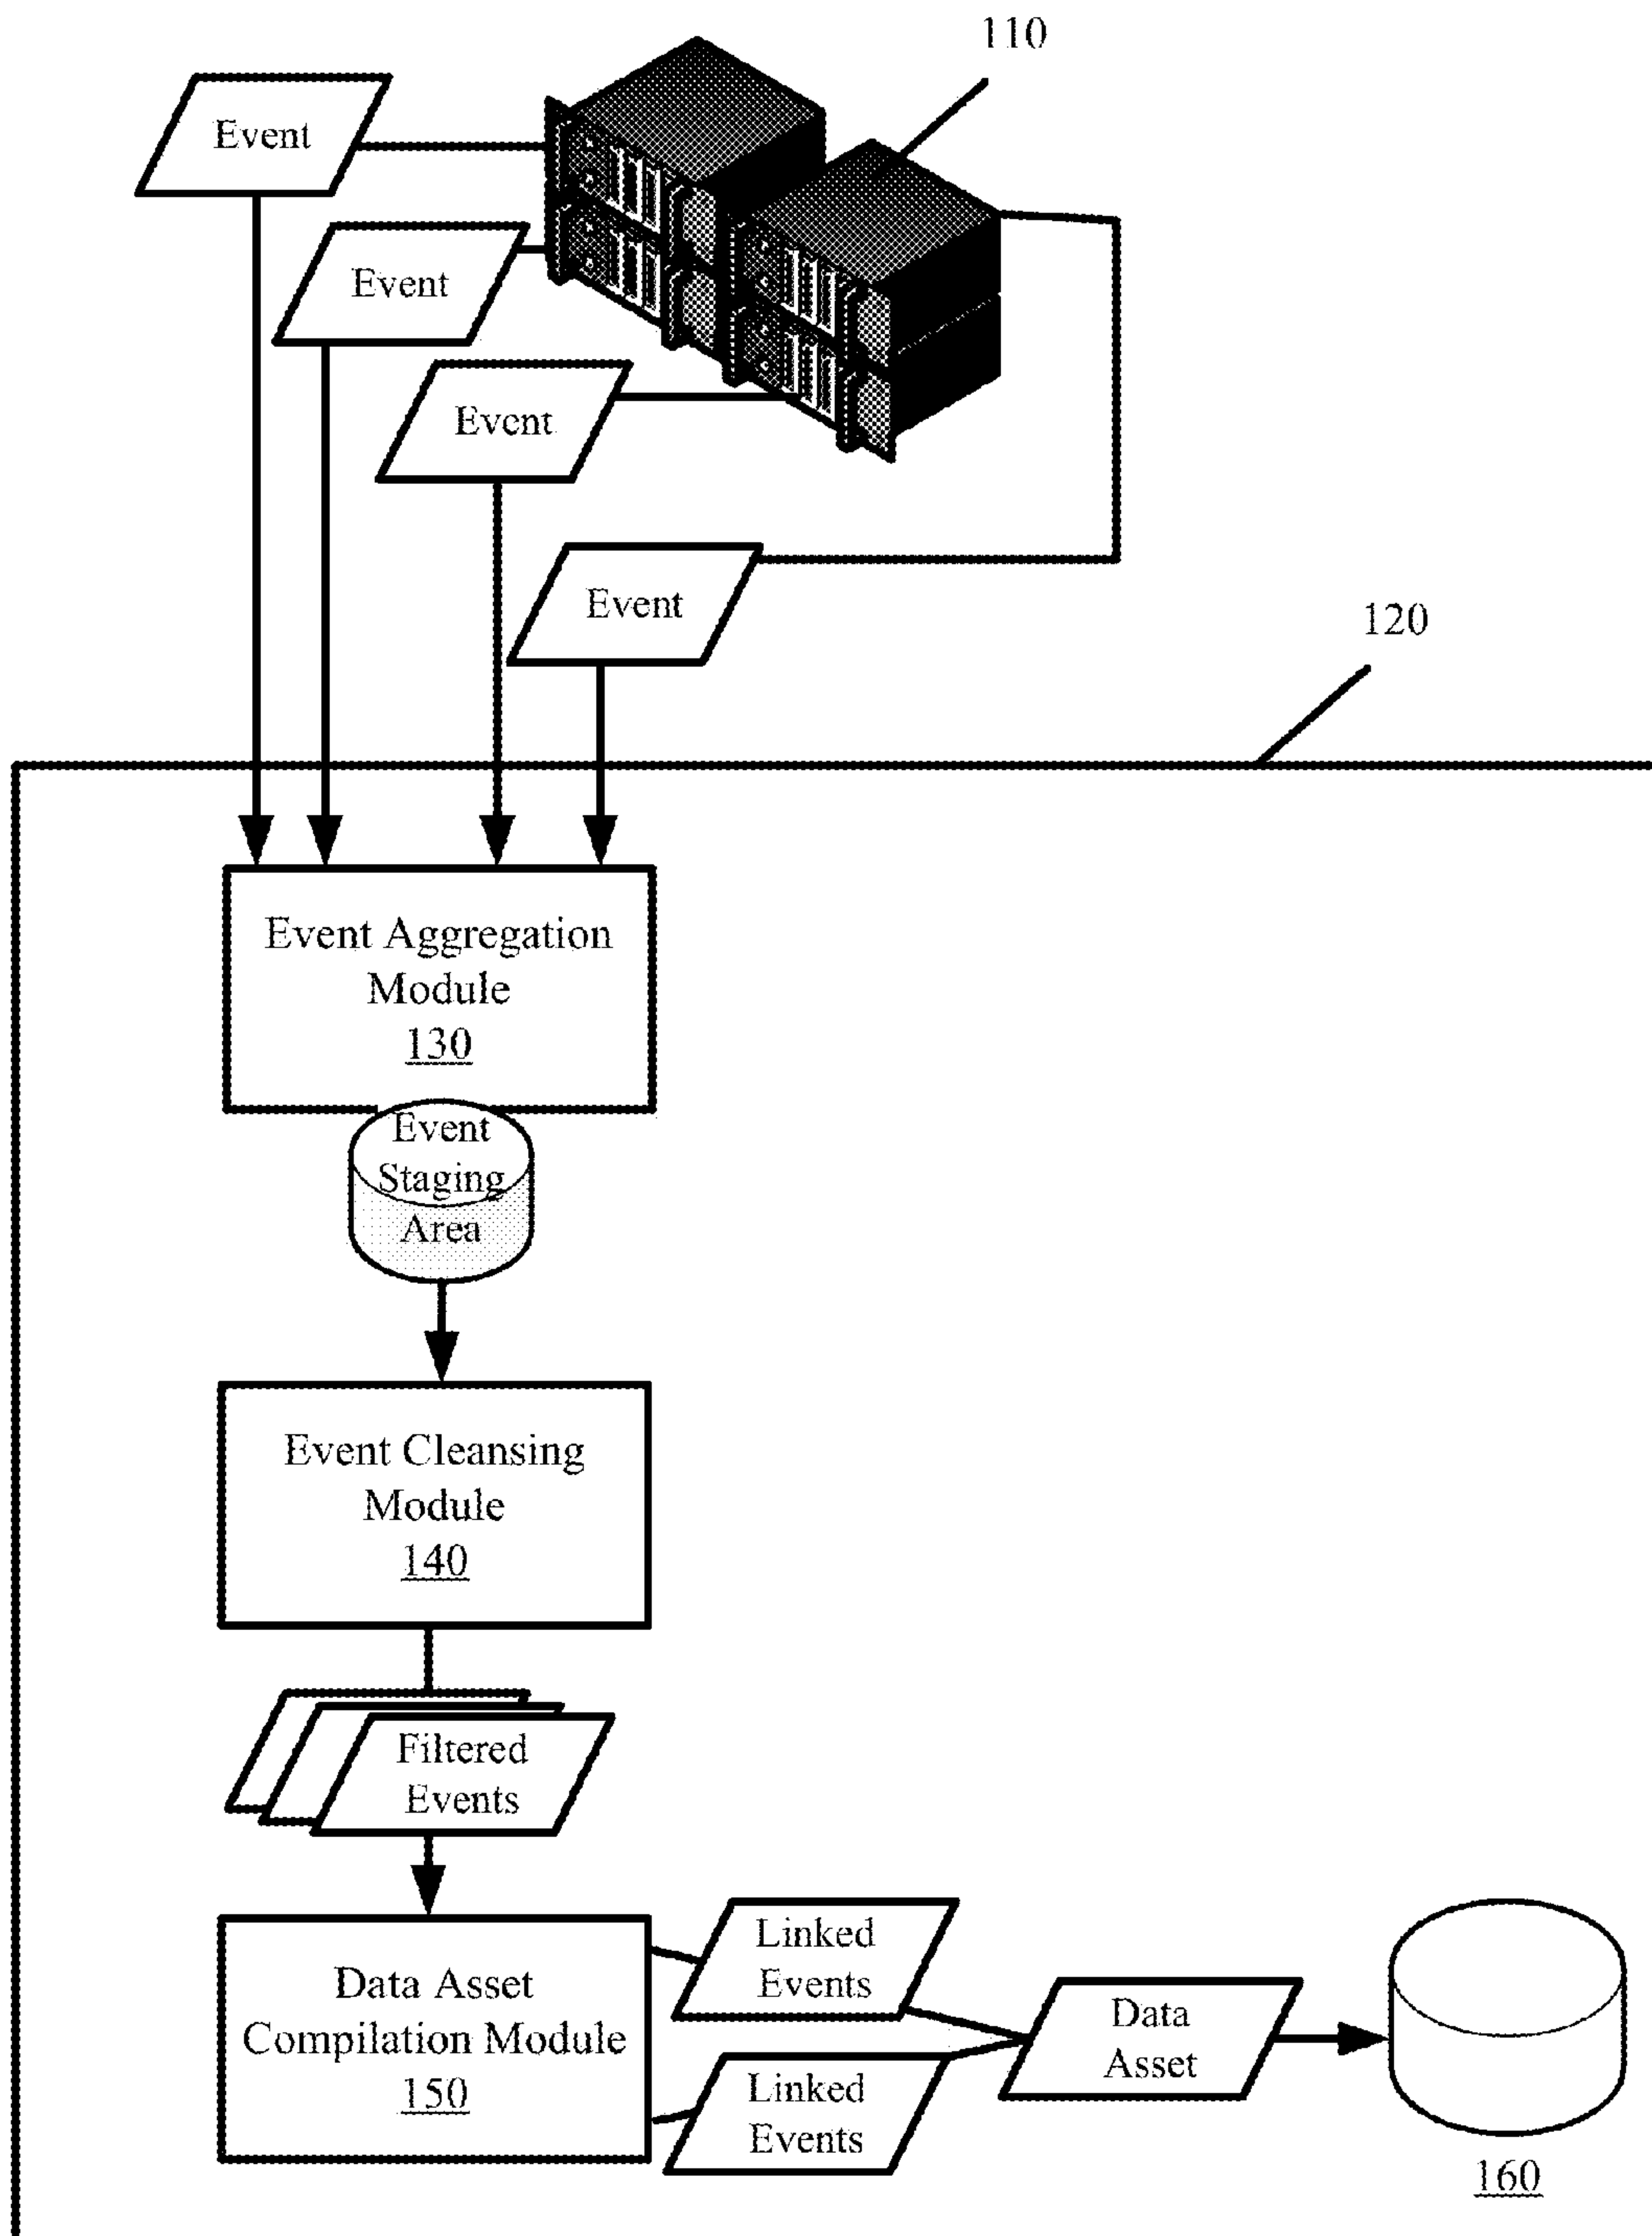 110
Event
Event
Event
Event
120
Event Aggregation
Module
130
Event
Staging
Area
Event Cleansing
Module
140
Filtered
Events
Data Asset
Compilation Module
150
Linked
Events
Linked
Events
Data
Asset
160